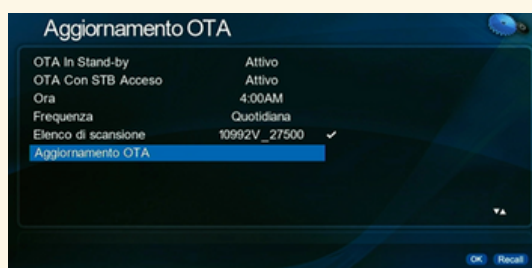 Aggiornamento OTA
OTA In Stand-by Attivo
OTA Con STB Acceso Attivo
Ora 4:00AM
Frequenza Quotidiana
Elenco di scansione 10992V_27500
Aggiornamento OTA
OK Recall